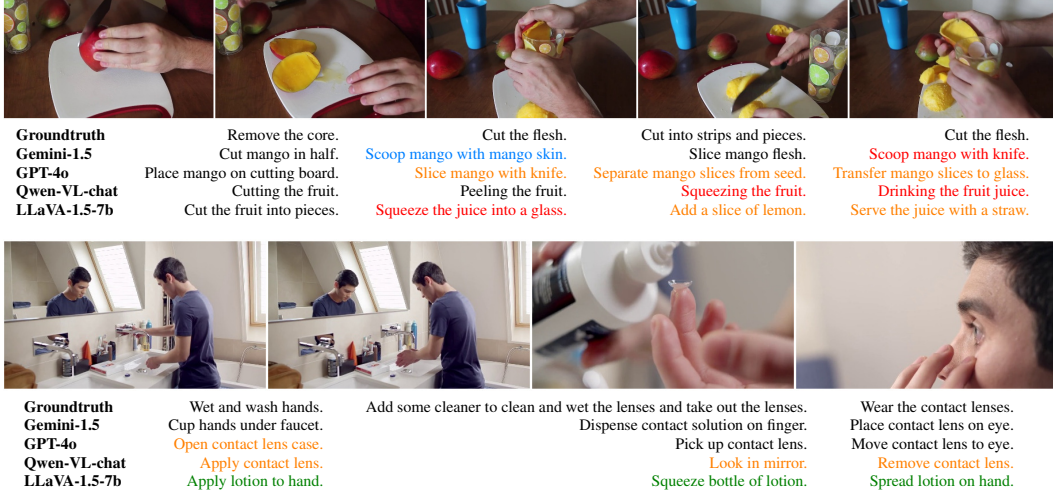 Groundtruth Remove the core. Cut the flesh. Cut into strips and pieces. Cut the flesh.
Gemini-1.5 Cut mango in half. Scoop mango with mango skin. Slice mango flesh. Scoop mango with knife.
GPT-4o Place mango on cutting board. Slice mango with knife. Separate mango slices from seed. Transfer mango slices to glass.
Qwen-VL-chat Cutting the fruit. Peeling the fruit. Squeezing the fruit. Drinking the fruit juice.
LLaVA-1.5-7b Cut the fruit into pieces. Squeeze the juice into a glass. Add a slice of lemon. Serve the juice with a straw.
Groundtruth Wet and wash hands. Add some cleaner to clean and wet the lenses and take out the lenses. Wear the contact lenses.
Gemini-1.5 Cup hands under faucet. Dispense contact solution on finger. Place contact lens on eye.
GPT-4o Open contact lens case. Pick up contact lens. Move contact lens to eye.
Qwen-VL-chat Apply contact lens. Look in mirror. Remove contact lens.
LLaVA-1.5-7b Apply lotion to hand. Squeeze bottle of lotion. Spread lotion on hand.